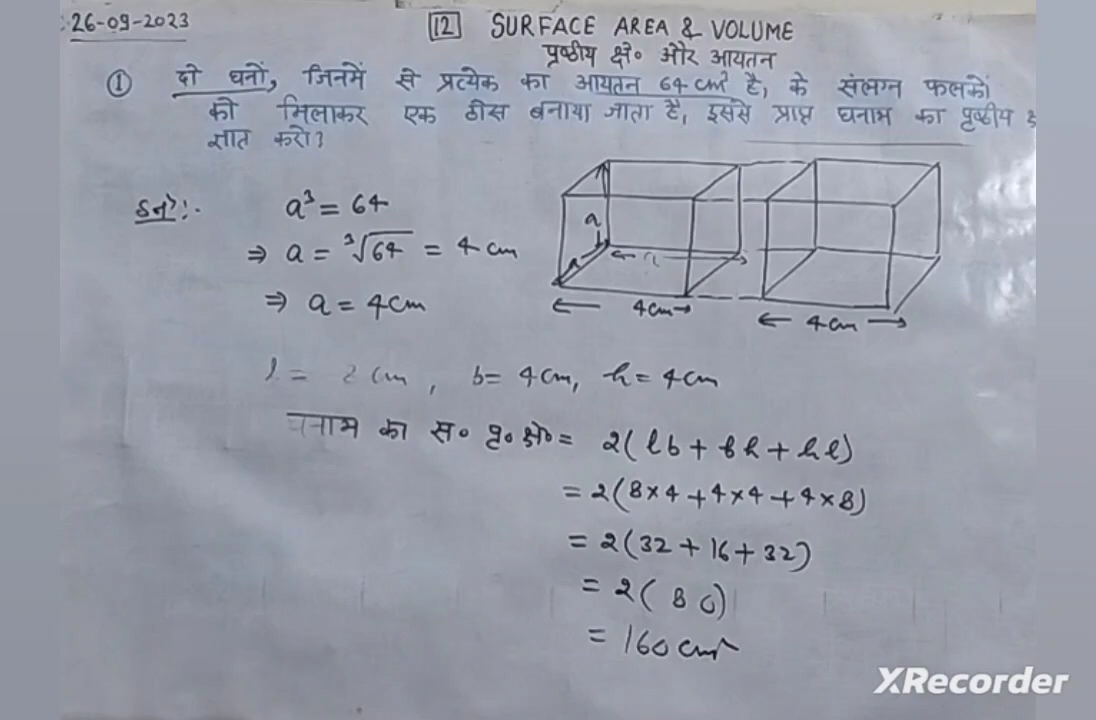 26-09-2023
12 SURFACE AREA & VOLUME
प्रष्ठीय क्षे० और आयतन
① दो घनों, जिनमें से प्रत्येक का आयतन 64 cm³ है, के संलग्न फलकों
को मिलाकर एक ठोस बनाया जाता है, इससे प्राप्त घनाभ का पृष्ठीय
ज्ञात करो?
a³ = 64
⇒ a = ³√64 = 4 cm
⇒ a = 4cm
a
a
4cm
4cm
l = 8 cm, b= 4cm, h= 4cm
घनाभ का स० पृ० क्षे० = 2(lb + bh + hl)
= 2(8×4 + 4×4 + 4×8)
= 2(32 + 16 + 32)
= 2(80)
= 160 cm²
XRecorder